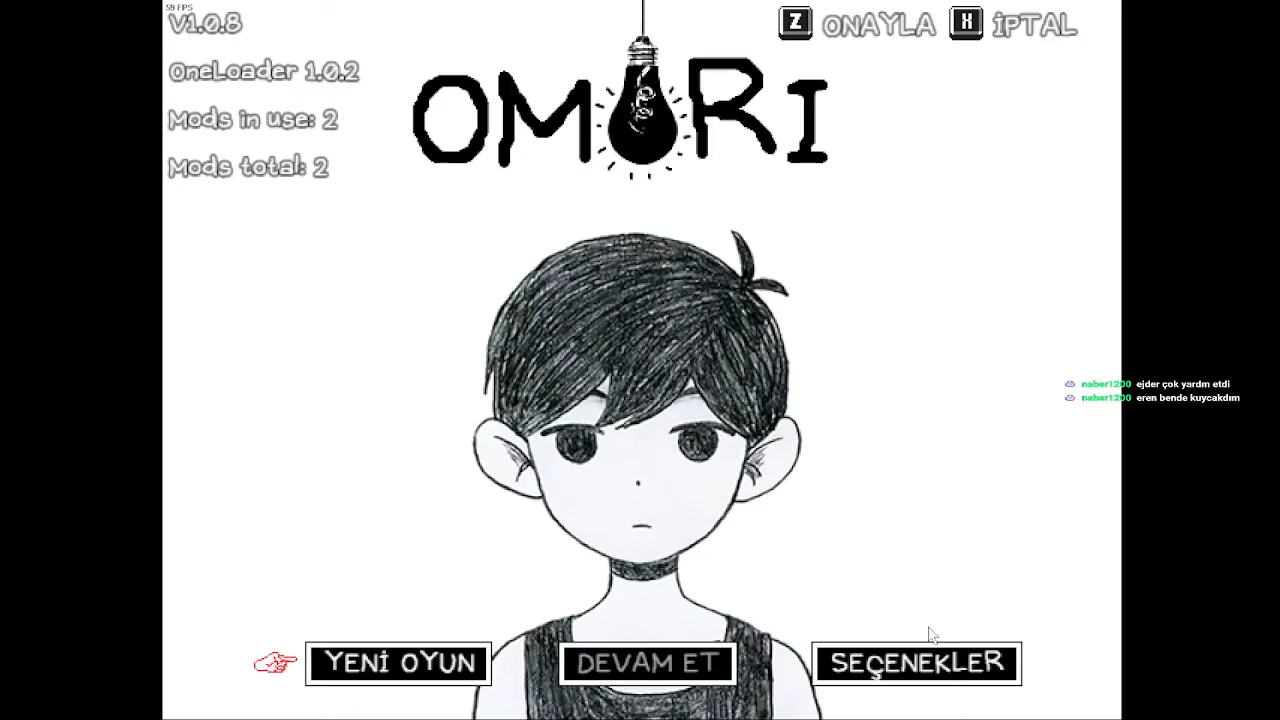 59 FPS
V1.0.8
OneLoader 1.0.2
Mods in use: 2
Mods total: 2
Z ONAYLA X İPTAL
OMORI
naber1200 ejder çok yardm etdi
naber1200 eren bende kuycakdım
YENİ OYUN
DEVAM ET
SEÇENEKLER